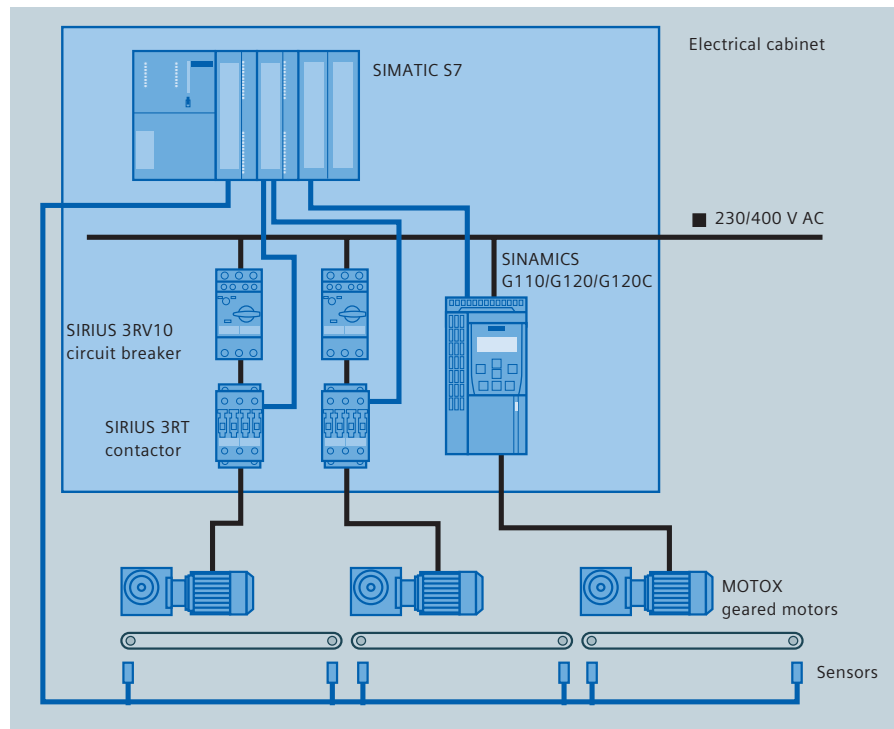 Electrical cabinet
SIMATIC S7
230/400 V AC
SINAMICS
G110/G120/G120C
SIRIUS 3RV10
circuit breaker
SIRIUS 3RT
contactor
MOTOX
geared motors
Sensors